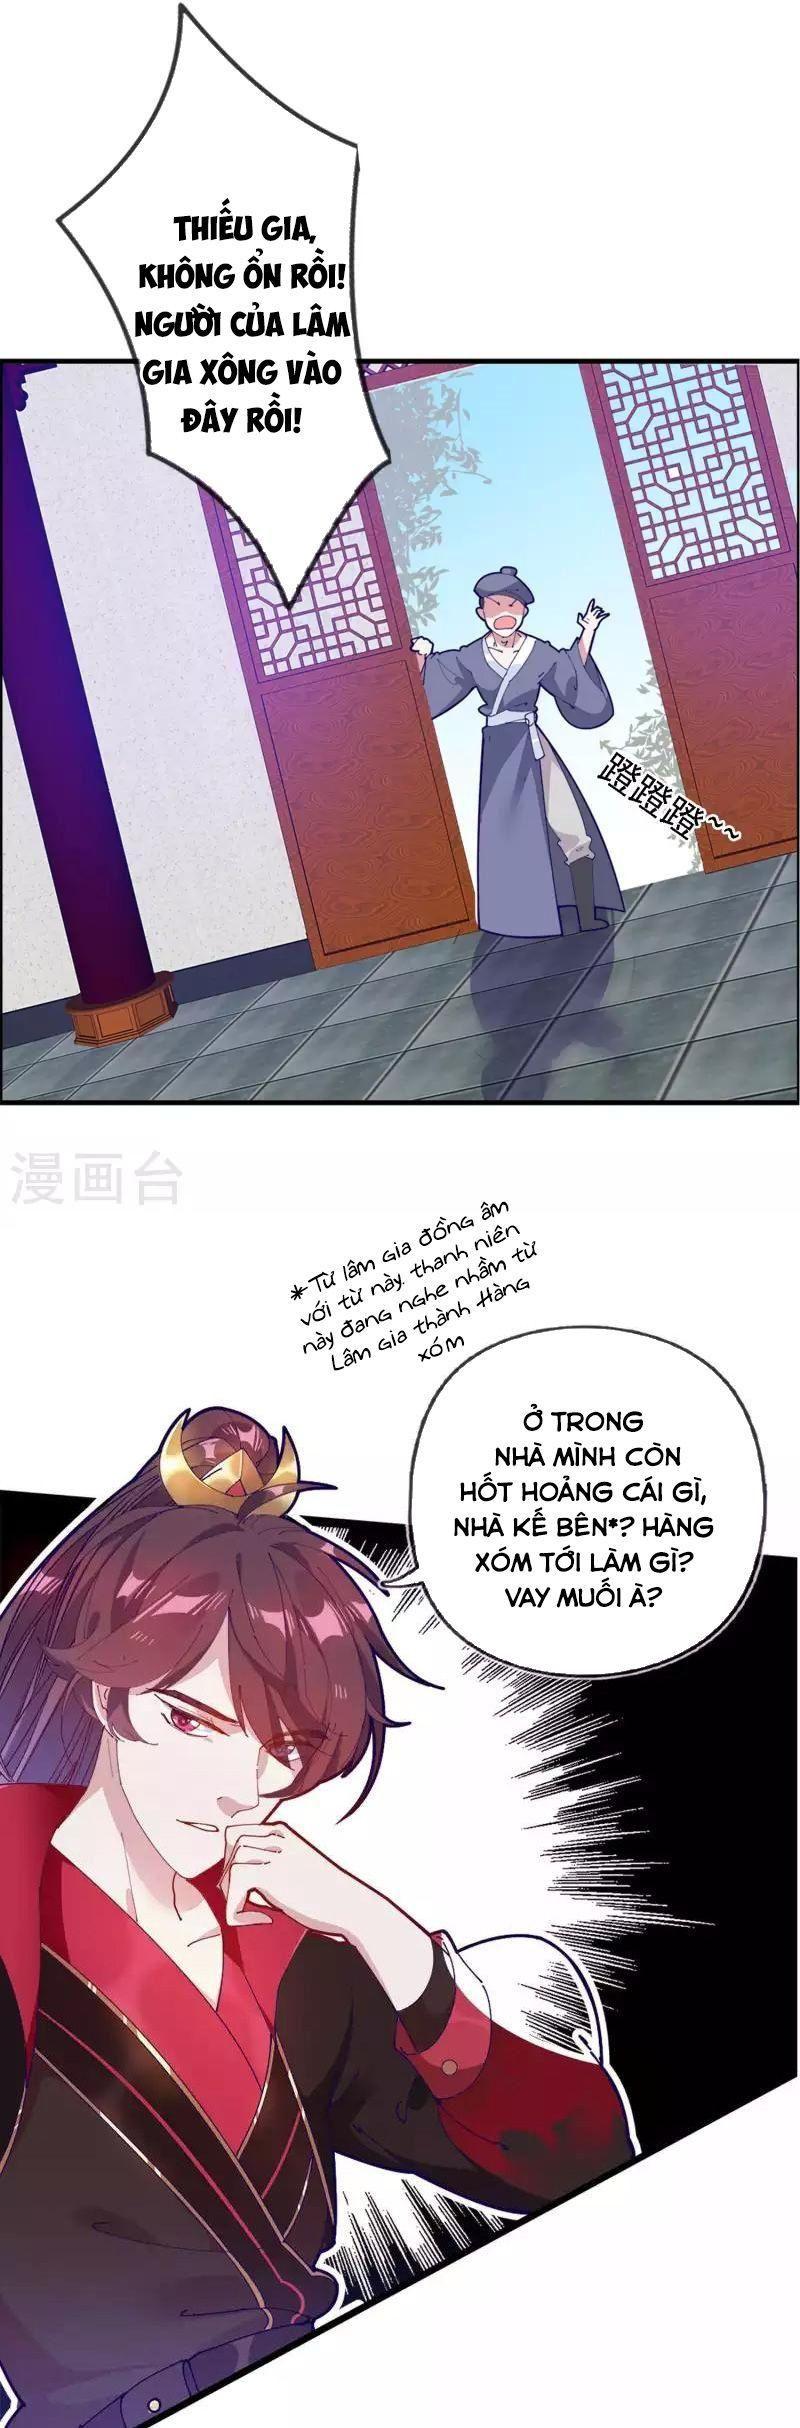 THIẾU GIA,
KHÔNG ỔN RỒI!
NGƯỜI CỦA LÂM
GIA XÔNG VÀO
ĐÂY RỒI!
蹬蹬蹬~~
漫画台
*Từ lâm gia đồng âm
với từ này, thanh niên
này đang nghe nhầm từ
Lâm Gia thành Hàng
xóm
Ở TRONG
NHÀ MÌNH CÒN
HỐT HOẢNG CÁI GÌ,
NHÀ KẾ BÊN*? HÀNG
XÓM TỚI LÀM GÌ?
VAY MUỐI À?